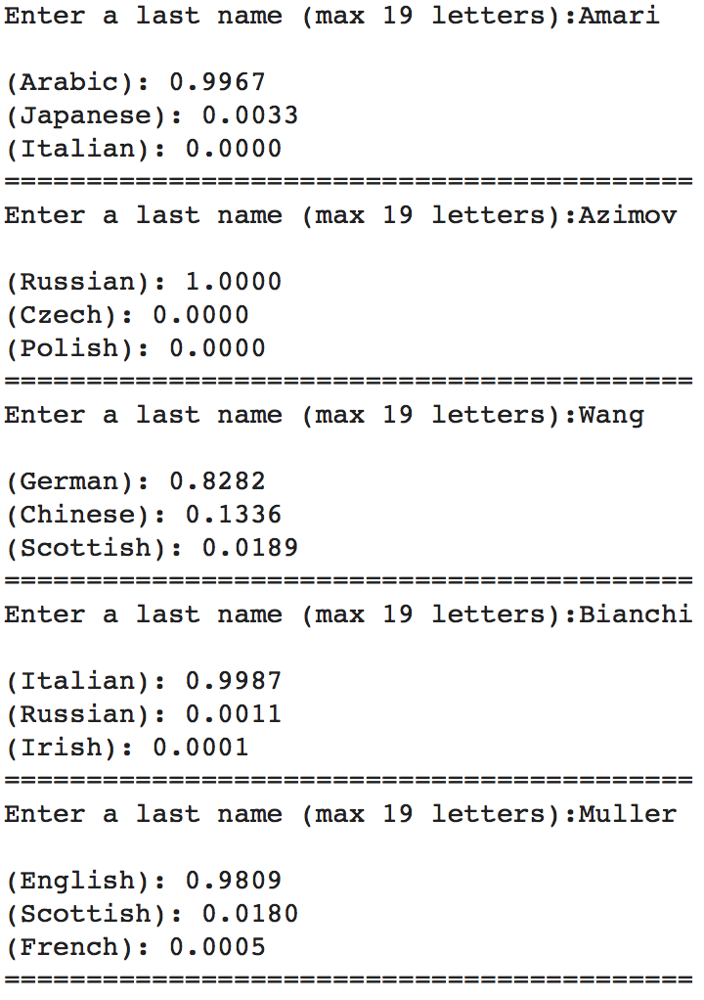 Enter a last name (max 19 letters):Amari
(Arabic): 0.9967
(Japanese): 0.0033
(Italian): 0.0000
==========================================
Enter a last name (max 19 letters):Azimov
(Russian): 1.0000
(Czech): 0.0000
(Polish): 0.0000
==========================================
Enter a last name (max 19 letters):Wang
(German): 0.8282
(Chinese): 0.1336
(Scottish): 0.0189
==========================================
Enter a last name (max 19 letters):Bianchi
(Italian): 0.9987
(Russian): 0.0011
(Irish): 0.0001
==========================================
Enter a last name (max 19 letters):Muller
(English): 0.9809
(Scottish): 0.0180
(French): 0.0005
==========================================